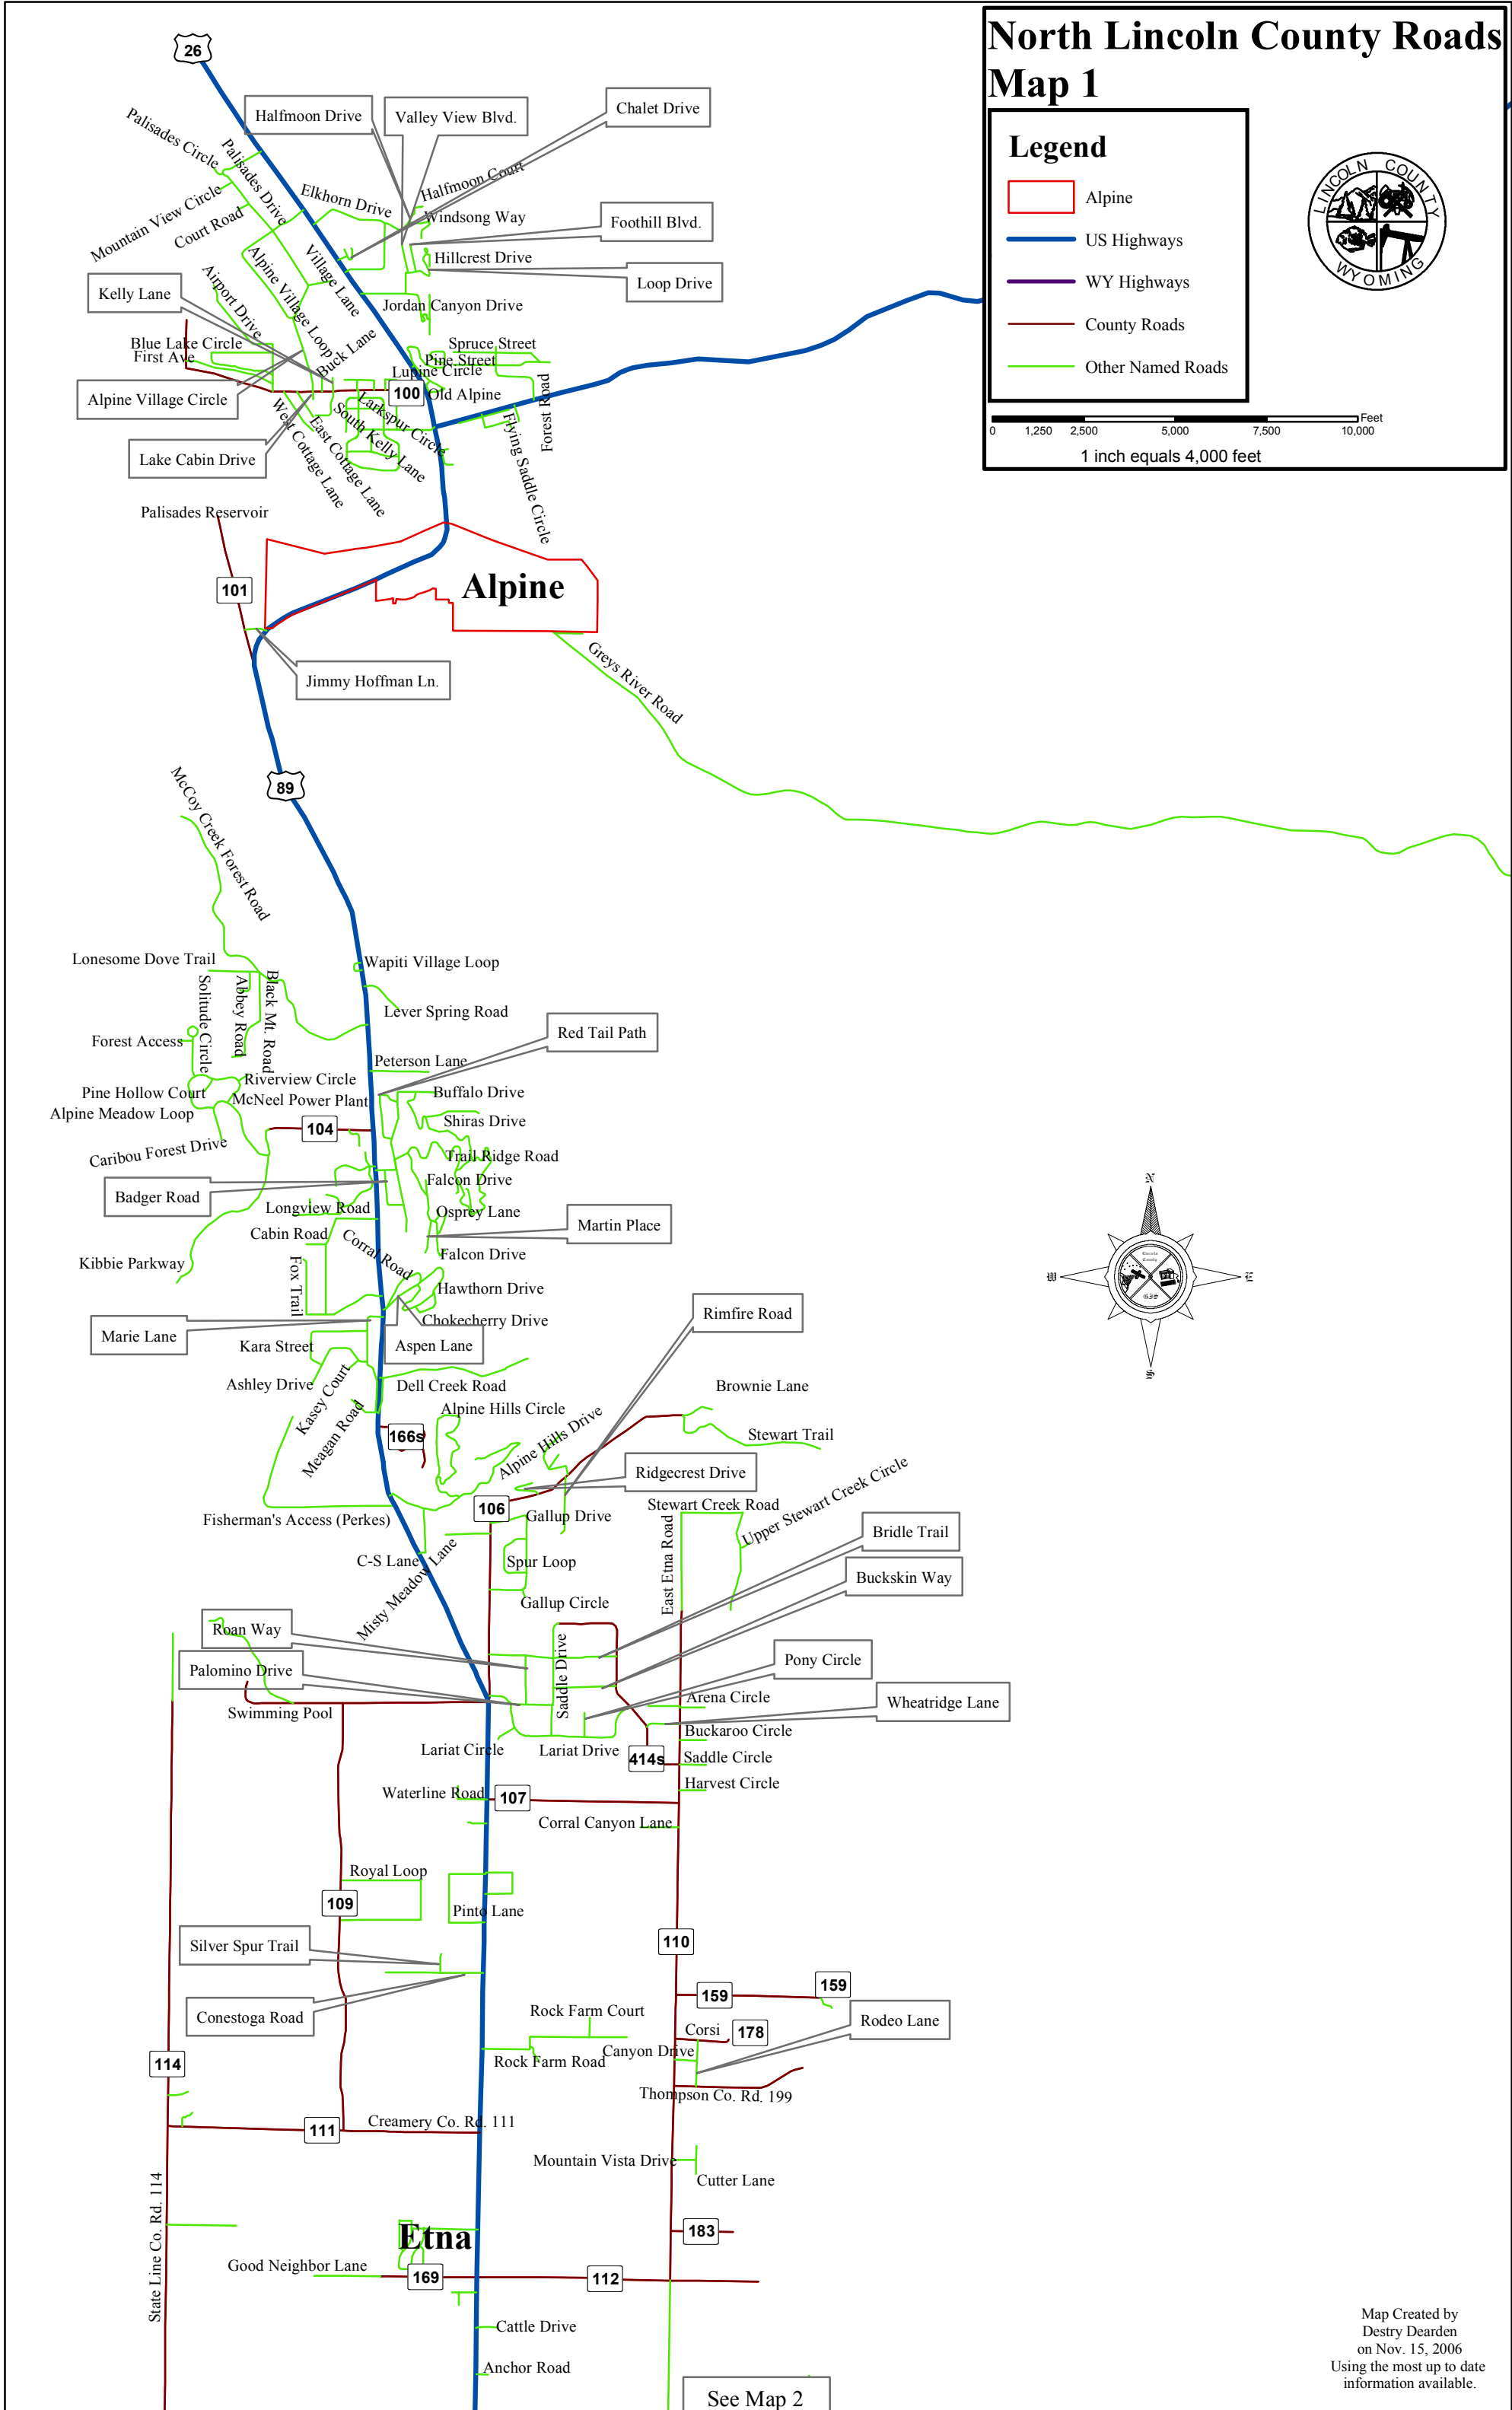 North Lincoln County Roads
Map 1
Legend
Alpine
US Highways
WY Highways
County Roads
Other Named Roads
LINCOLN COUNTY
WYOMING
Feet
0 1,250 2,500 5,000 7,500 10,000
1 inch equals 4,000 feet
26
Halfmoon Drive
Valley View Blvd.
Chalet Drive
Palisades Circle
Palisades Drive
Elkhorn Drive
Halfmoon Court
Mountain View Circle
Court Road
Windsong Way
Foothill Blvd.
Hillcrest Drive
Loop Drive
Village Lane
Alpine Village Loop
Airport Drive
Kelly Lane
Jordan Canyon Drive
Buck Lane
Blue Lake Circle
First Ave
Spruce Street
Pine Street
Lupine Circle
100
Old Alpine
Alpine Village Circle
Larkspur Circle
South Kelly Lane
East Cottage Lane
West Cottage Lane
Lake Cabin Drive
Forest Road
Flying Saddle Circle
Palisades Reservoir
101
Alpine
Jimmy Hoffman Ln.
Greys River Road
89
McCoy Creek Forest Road
Lonesome Dove Trail
Wapiti Village Loop
Solitude Circle
Abbey Road
Black Mt. Road
Lever Spring Road
Forest Access
Red Tail Path
Peterson Lane
Riverview Circle
Pine Hollow Court
McNeel Power Plant
Buffalo Drive
Alpine Meadow Loop
Shiras Drive
104
Caribou Forest Drive
Trail Ridge Road
Badger Road
Falcon Drive
Longview Road
Osprey Lane
Martin Place
Cabin Road
Corral Road
Falcon Drive
Kibbie Parkway
Fox Trail
Hawthorn Drive
Chokecherry Drive
Rimfire Road
Marie Lane
Aspen Lane
Kara Street
Ashley Drive
Kasey Court
Meagan Road
Dell Creek Road
Brownie Lane
Alpine Hills Circle
Alpine Hills Drive
Stewart Trail
166s
Ridgecrest Drive
106
Fisherman's Access (Perkes)
Gallup Drive
Stewart Creek Road
Upper Stewart Creek Circle
East Etna Road
Bridle Trail
C-S Lane
Misty Meadow Lane
Spur Loop
Buckskin Way
Gallup Circle
Roan Way
Saddle Drive
Pony Circle
Palomino Drive
Arena Circle
Wheatridge Lane
Swimming Pool
Buckaroo Circle
Lariat Circle
Lariat Drive
414s
Saddle Circle
Harvest Circle
Waterline Road
107
Corral Canyon Lane
Royal Loop
109
Pinto Lane
110
Silver Spur Trail
Conestoga Road
159
159
Rock Farm Court
Corsi
178
Rodeo Lane
Canyon Drive
Rock Farm Road
114
Thompson Co. Rd. 199
111
Creamery Co. Rd. 111
Mountain Vista Drive
Cutter Lane
State Line Co. Rd. 114
Etna
183
Good Neighbor Lane
169
112
Cattle Drive
Anchor Road
See Map 2
N
W
E
S
Lincoln
County
GIS
Map Created by
Destry Dearden
on Nov. 15, 2006
Using the most up to date
information available.